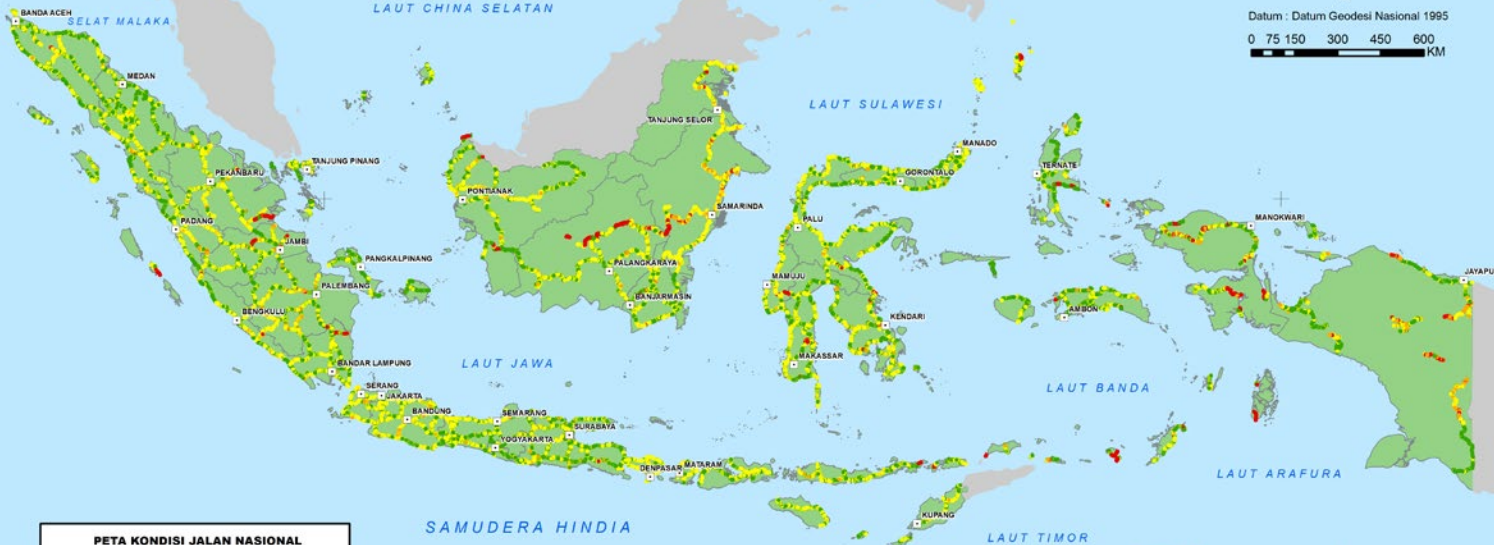 BANDA ACEH
SELAT MALAKA
LAUT CHINA SELATAN
Datum : Datum Geodesi Nasional 1995
0 75 150 300 450 600
KM
MEDAN
LAUT SULAWESI
TANJUNG SELOR
MANADO
TANJUNG PINANG
TERNATE
PEKANBARU
GORONTALO
PONTIANAK
SAMARINDA
PADANG
PALU
MANOKWARI
JAMBI
PANGKALPINANG
PALANGKARAYA
JAYAPU
PALEMBANG
MAMUJU
BANJARMASIN
BENGKULU
AMBON
KENDARI
MAKASSAR
BANDAR LAMPUNG
LAUT JAWA
LAUT BANDA
SERANG
JAKARTA
BANDUNG
SEMARANG
SURABAYA
YOGYAKARTA
DENPASAR
MATARAM
LAUT ARAFURA
KUPANG
SAMUDERA HINDIA
LAUT TIMOR
PETA KONDISI JALAN NASIONAL